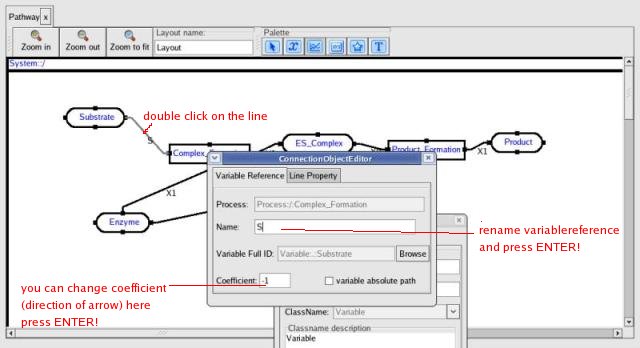 Pathway x
Zoom in
Zoom out
Zoom to fit
Layout name:
Layout
Palette
T
System::/
double click on the line
Substrate
S
ES_Complex
Product_Formation
X1
Product
ConnectionObjectEditor
Variable Reference
Line Property
X1
Enzyme
Process:
Process:/:Complex_Formation
Name:
S
rename variablereference
and press ENTER!
Variable Full ID:
Variable:.:Substrate
Browse
Coefficient:
-1
variable absolute path
you can change coefficient
(direction of arrow) here
press ENTER!
ClassName:
Variable
Classname description
Variable